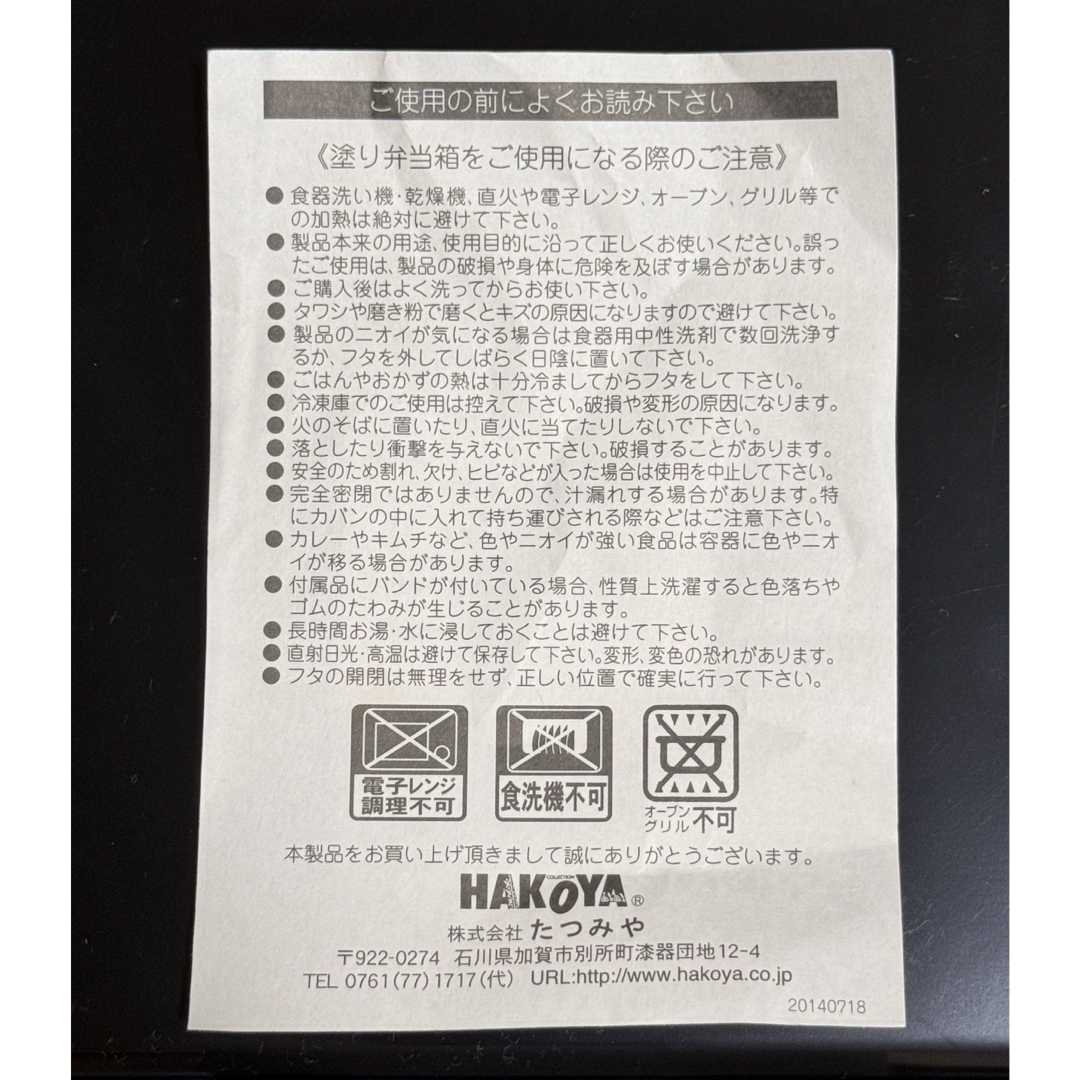 ご使用の前によくお読み下さい
《塗り弁当箱をご使用になる際のご注意》
●食器洗い機・乾燥機、直火や電子レンジ、オーブン、グリル等で
の加熱は絶対に避けて下さい。
●製品本来の用途、使用目的に沿って正しくお使いください。誤っ
たご使用は、製品の破損や身体に危険を及ぼす場合があります。
●ご購入後はよく洗ってからお使い下さい。
●タワシや磨き粉で磨くとキズの原因になりますので避けて下さい。
●製品のニオイが気になる場合は食器用中性洗剤で数回洗浄す
るか、フタを外してしばらく日陰に置いて下さい。
●ごはんやおかずの熱は十分冷ましてからフタをして下さい。
●冷凍庫でのご使用は控えて下さい。破損や変形の原因になります。
●火のそばに置いたり、直火に当てたりしないで下さい。
●落としたり衝撃を与えないで下さい。破損することがあります。
●安全のため割れ、欠け、ヒビなどが入った場合は使用を中止して下さい。
●完全密閉ではありませんので、汁漏れする場合があります。特
にカバンの中に入れて持ち運びされる際などはご注意下さい。
●カレーやキムチなど、色やニオイが強い食品は容器に色やニオ
イが移る場合があります。
●付属品にバンドが付いている場合、性質上洗濯すると色落ちや
ゴムのたわみが生じることがあります。
●長時間お湯・水に浸しておくことは避けて下さい。
●直射日光・高温は避けて保存して下さい。変形、変色の恐れがあります。
●フタの開閉は無理をせず、正しい位置で確実に行って下さい。
電子レンジ
調理不可
食洗機不可
オーブン
グリル不可
本製品をお買い上げ頂きまして誠にありがとうございます。
COLLECTION
HAKOYA®
株式会社 たつみや
〒922-0274 石川県加賀市別所町漆器団地12-4
TEL 0761(77)1717(代) URL:http://www.hakoya.co.jp
20140718